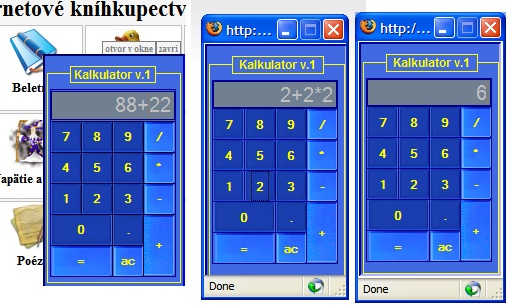 rnetové kníhkupectv
otvor v okne zavri
Beletr
lapätie a
Poéz
Kalkulator v.1
88+22
7 8 9 /
4 5 6 *
1 2 3 -
0 . +
= ac
http:...
Kalkulator v.1
2+2*2
7 8 9 /
4 5 6 *
1 2 3 -
0 . +
= ac
Done
http:/...
Kalkulator v.1
6
7 8 9 /
4 5 6 *
1 2 3 -
0 . +
= ac
Done